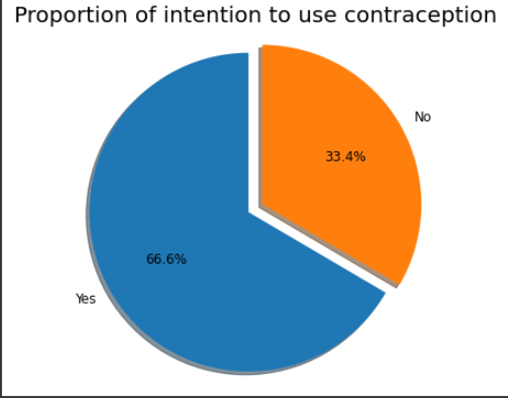 Proportion of intention to use contraception
No
33.4%
66.6%
Yes